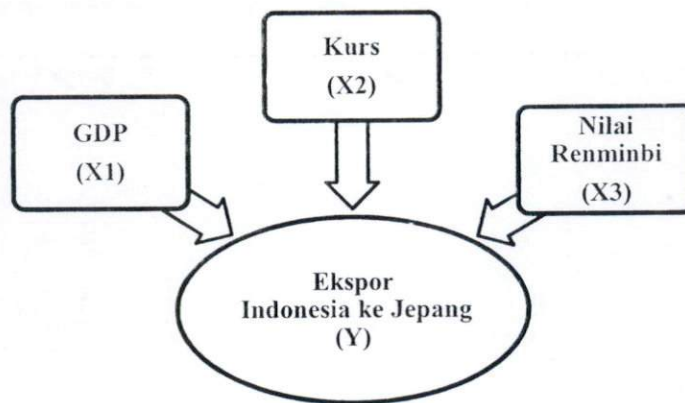 Kurs
(X2)
GDP
(X1)
Nilai
Renminbi
(X3)
Ekspor
Indonesia ke Jepang
(Y)